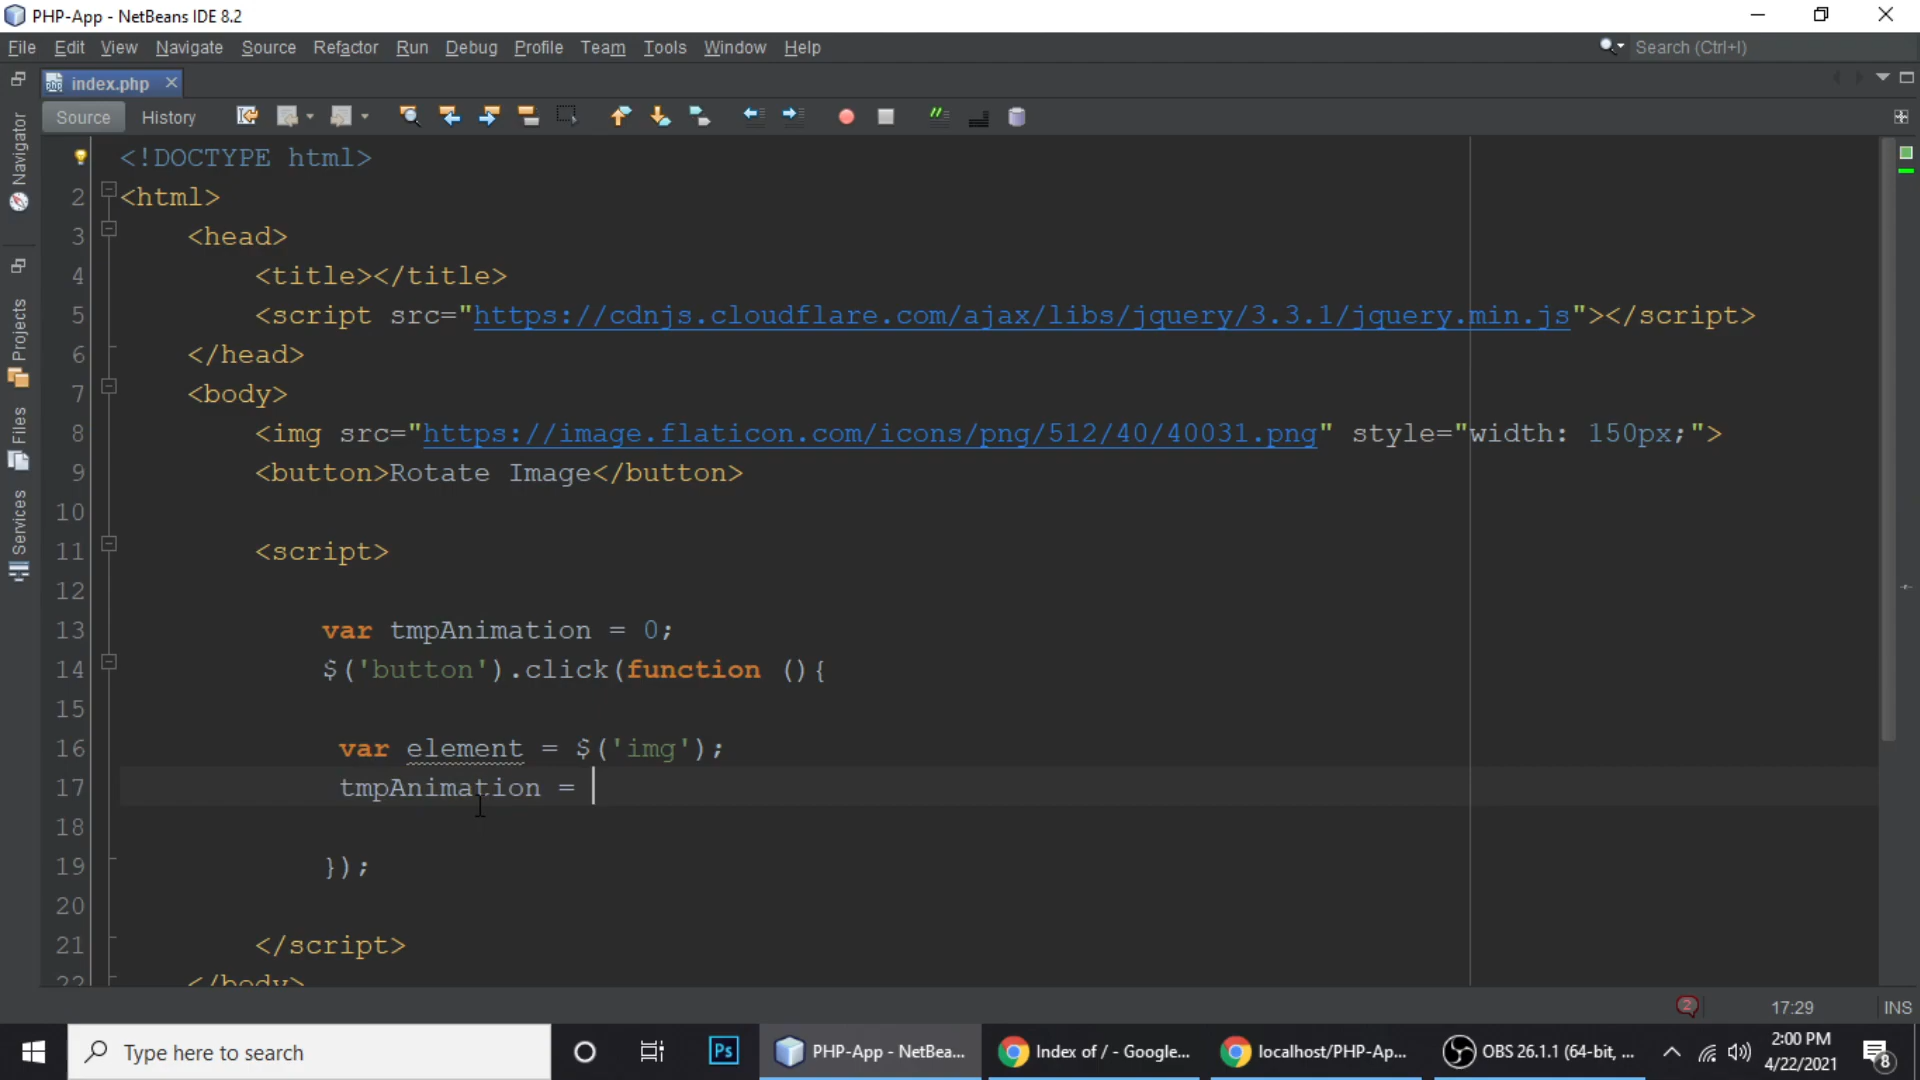 PHP-App - NetBeans IDE 8.2
File Edit View Navigate Source Refactor Run Debug Profile Team Tools Window Help
Search (Ctrl+I)
index.php
Source History
Navigator
Projects
Files
Services
<!DOCTYPE html>
2 <html>
3 <head>
4 <title></title>
5 <script src="https://cdnjs.cloudflare.com/ajax/libs/jquery/3.3.1/jquery.min.js"></script>
6 </head>
7 <body>
8 <img src="https://image.flaticon.com/icons/png/512/40/40031.png" style="width: 150px;">
9 <button>Rotate Image</button>
10
11 <script>
12
13 var tmpAnimation = 0;
14 $('button').click(function (){
15
16 var element = $('img');
17 tmpAnimation =
18
19 });
20
21 </script>
22 </body>
2 17:29 INS
Type here to search
Ps
PHP-App - NetBea...
Index of / - Google...
localhost/PHP-Ap...
OBS 26.1.1 (64-bit, ...
2:00 PM
4/22/2021
8